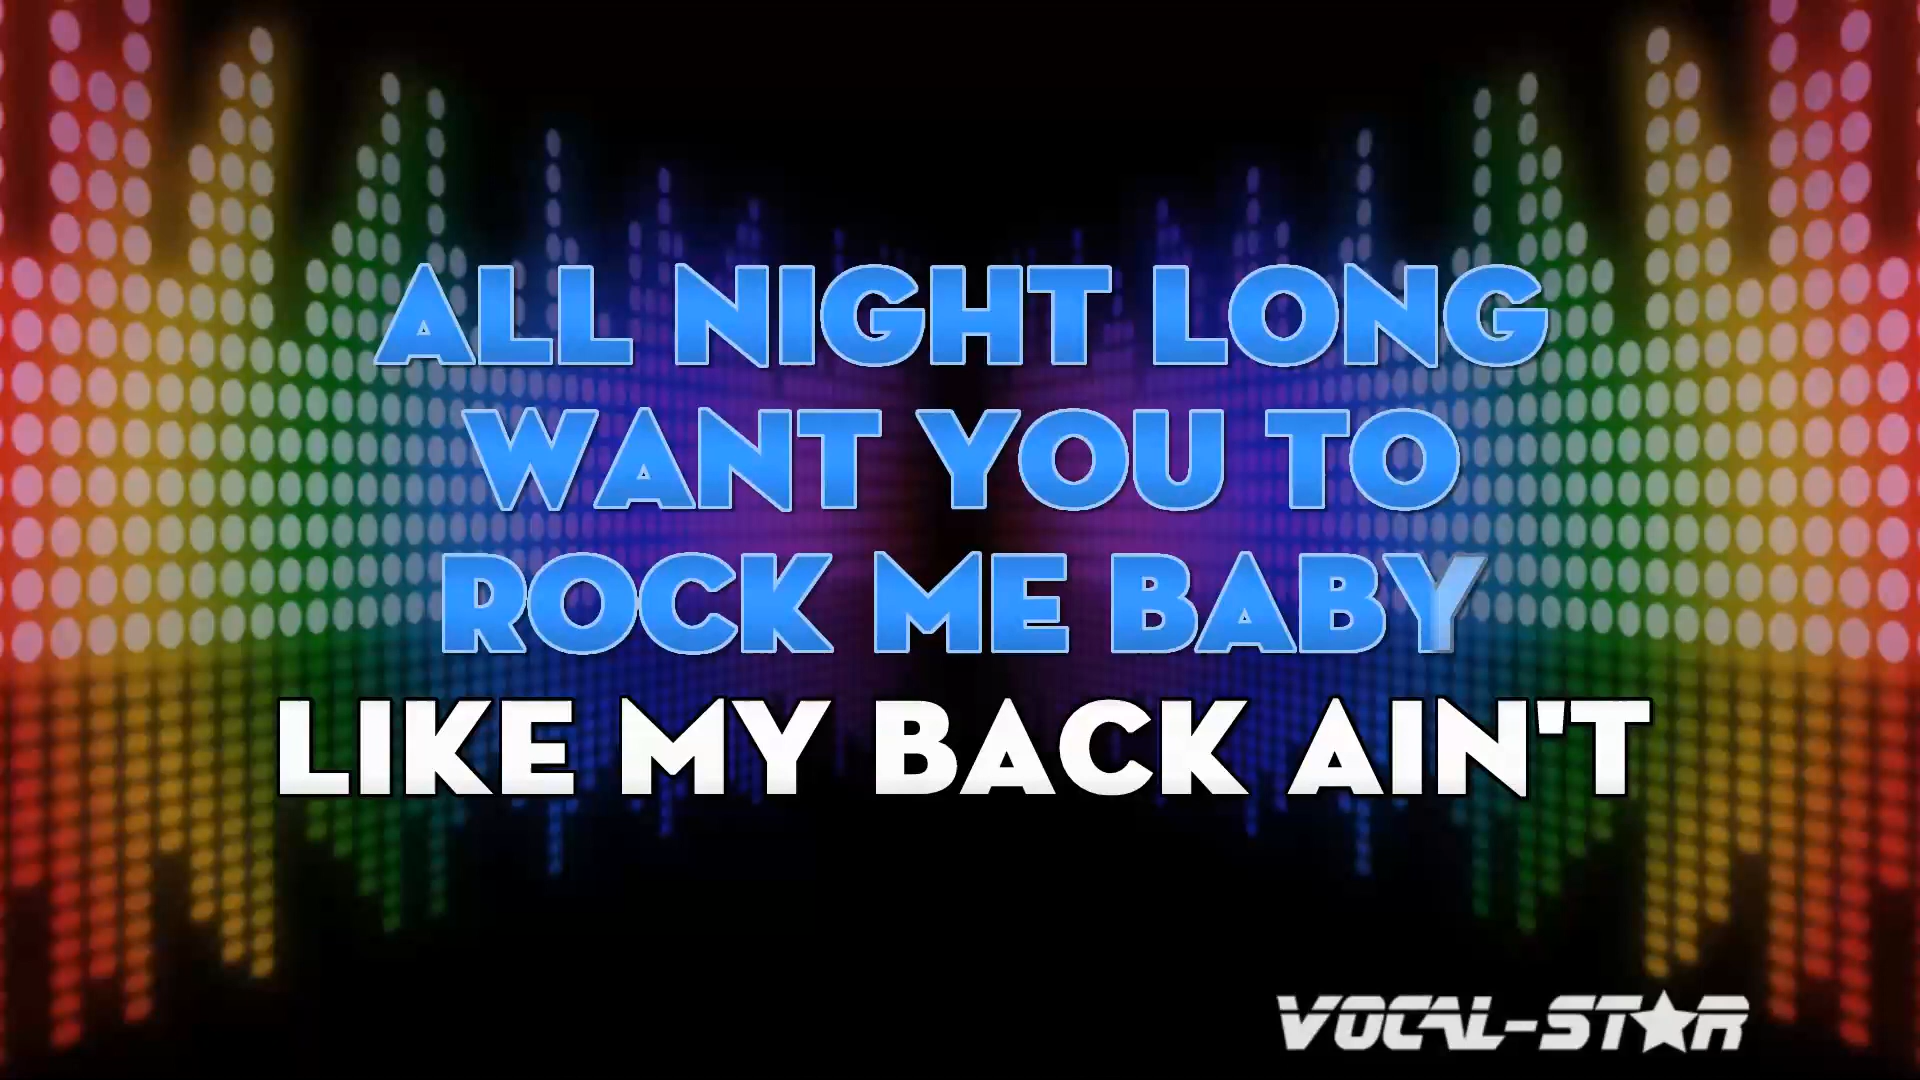 ALL NIGHT LONG
WANT YOU TO
ROCK ME BABY
LIKE MY BACK AIN'T
VOCAL-STAR